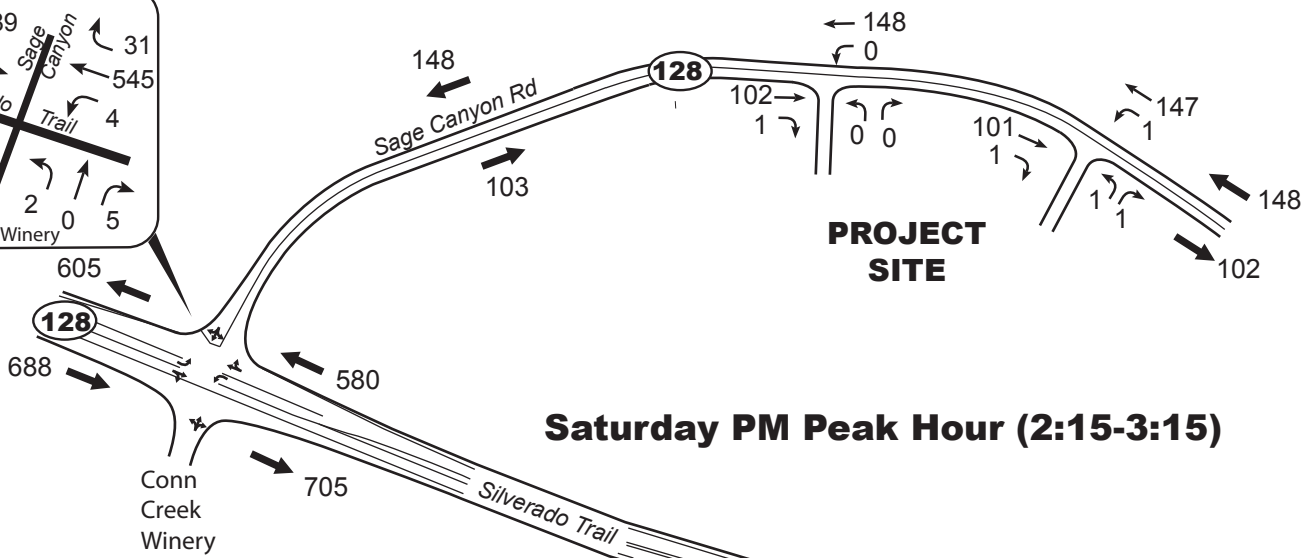 Sage
Canyon
31
545
4
Trail
2
0
5
Winery
148
Sage Canyon Rd
103
128
148
0
102
1
0 0
147
1
101
1
1
1
148
102
PROJECT
SITE
605
128
688
580
705
Conn
Creek
Winery
Silverado Trail
Saturday PM Peak Hour (2:15-3:15)